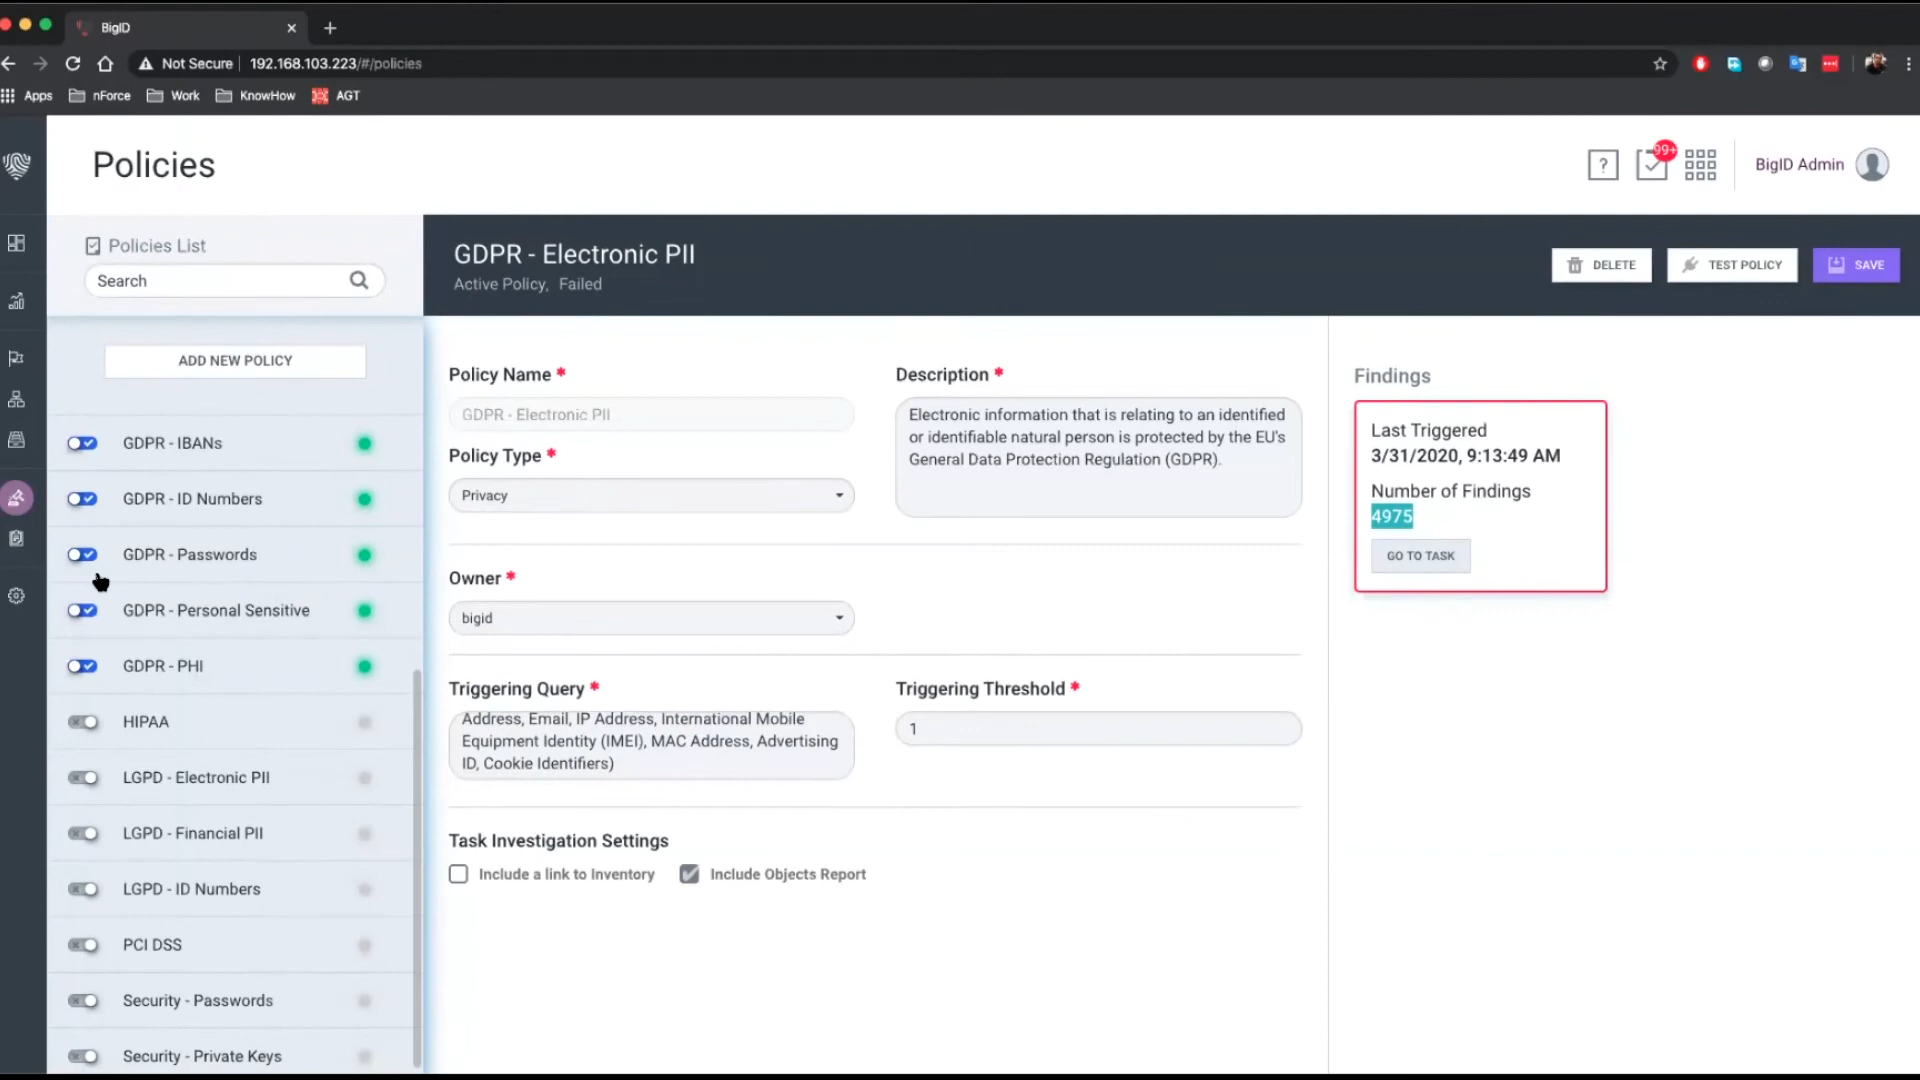 BigID
Not Secure
192.168.103.223/#/policies
Apps
nForce
Work
KnowHow
AGT
Policies
?
99+
BigID Admin
Policies List
Search
ADD NEW POLICY
GDPR - IBANs
GDPR - ID Numbers
GDPR - Passwords
GDPR - Personal Sensitive
GDPR - PHI
HIPAA
LGPD - Electronic PII
LGPD - Financial PII
LGPD - ID Numbers
PCI DSS
Security - Passwords
Security - Private Keys
GDPR - Electronic PII
Active Policy, Failed
DELETE
TEST POLICY
SAVE
Policy Name *
GDPR - Electronic PII
Policy Type *
Privacy
Description *
Electronic information that is relating to an identified
or identifiable natural person is protected by the EU's
General Data Protection Regulation (GDPR).
Owner *
bigid
Triggering Query *
Address, Email, IP Address, International Mobile
Equipment Identity (IMEI), MAC Address, Advertising
ID, Cookie Identifiers)
Triggering Threshold *
1
Task Investigation Settings
Include a link to Inventory
Include Objects Report
Findings
Last Triggered
3/31/2020, 9:13:49 AM
Number of Findings
4975
GO TO TASK